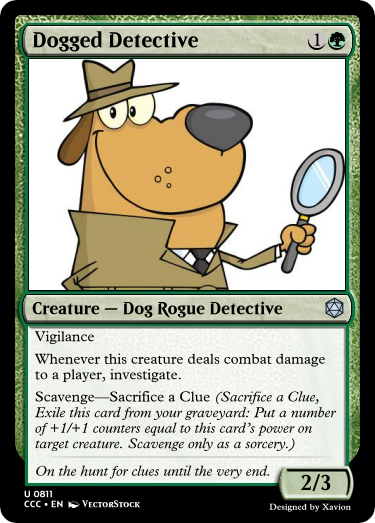 Dogged Detective 1
Creature — Dog Rogue Detective
Vigilance
Whenever this creature deals combat damage
to a player, investigate.
Scavenge—Sacrifice a Clue (Sacrifice a Clue,
Exile this card from your graveyard: Put a number
of +1/+1 counters equal to this card's power on
target creature. Scavenge only as a sorcery.)
On the hunt for clues until the very end.
2/3
U 0811
CCC • EN VectorStock
Designed by Xavion